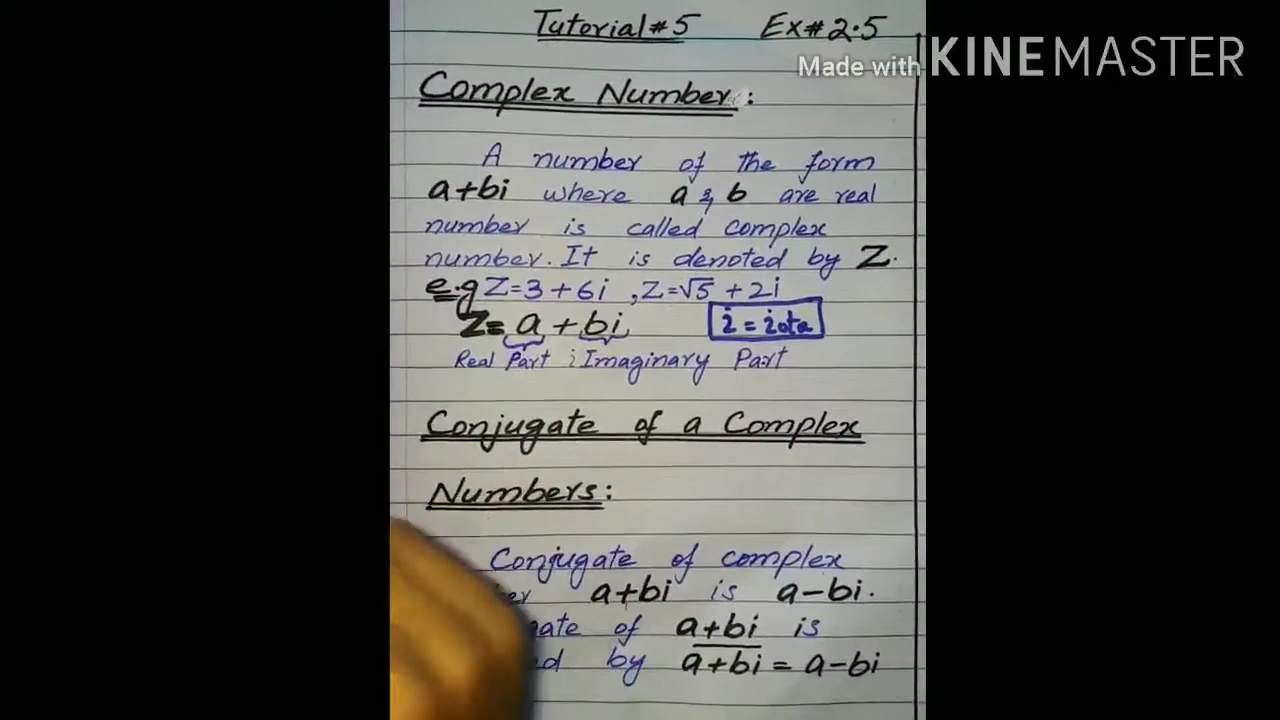 Tutorial#5 Ex#2.5
Made with KINEMASTER
Complex Number:
A number of the form
a+bi where a & b are real
number is called complex
number. It is denoted by Z.
e.g Z=3+6i , Z=√5+2i
Z=a+bi i=iota
Real Part Imaginary Part
Conjugate of a Complex
Numbers:
Conjugate of complex
a+bi is a-bi.
of a+bi is
by a̅+̅b̅i̅ = a-bi